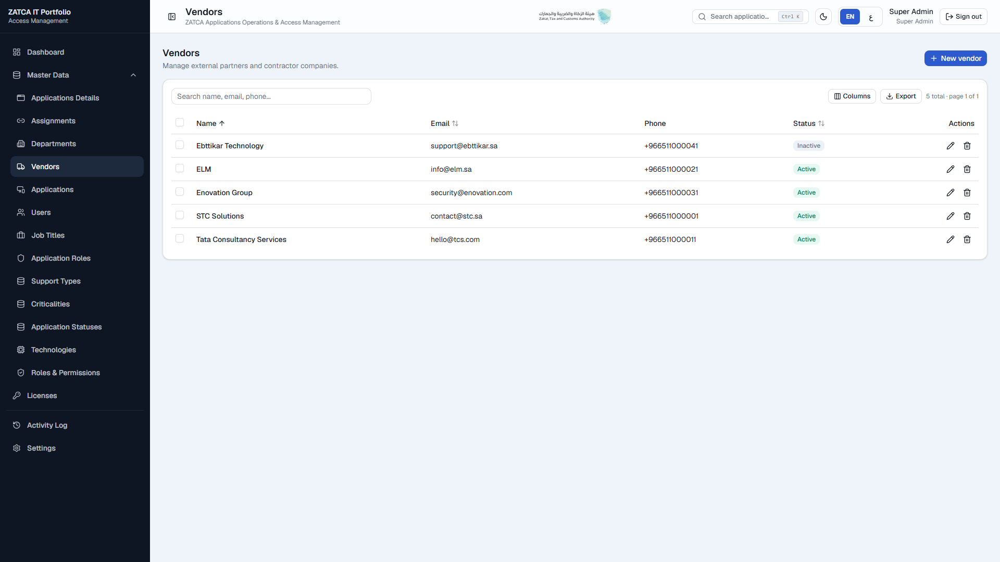 ZATCA IT Portfolio
Access Management
Dashboard
Master Data
Applications Details
Assignments
Departments
Vendors
Applications
Users
Job Titles
Application Roles
Support Types
Criticalities
Application Statuses
Technologies
Roles & Permissions
Licenses
Activity Log
Settings
Vendors
ZATCA Applications Operations & Access Management
هيئة الزكاة والضريبة والجمارك
Zakat, Tax and Customs Authority
Search applicatio...
Ctrl K
EN
ع
Super Admin
Super Admin
Sign out
Vendors
Manage external partners and contractor companies.
New vendor
Search name, email, phone...
Columns
Export
5 total · page 1 of 1
Name Email Phone Status Actions
Ebttikar Technology support@ebttikar.sa +966511000041 Inactive
ELM info@elm.sa +966511000021 Active
Enovation Group security@enovation.com +966511000031 Active
STC Solutions contact@stc.sa +966511000001 Active
Tata Consultancy Services hello@tcs.com +966511000011 Active